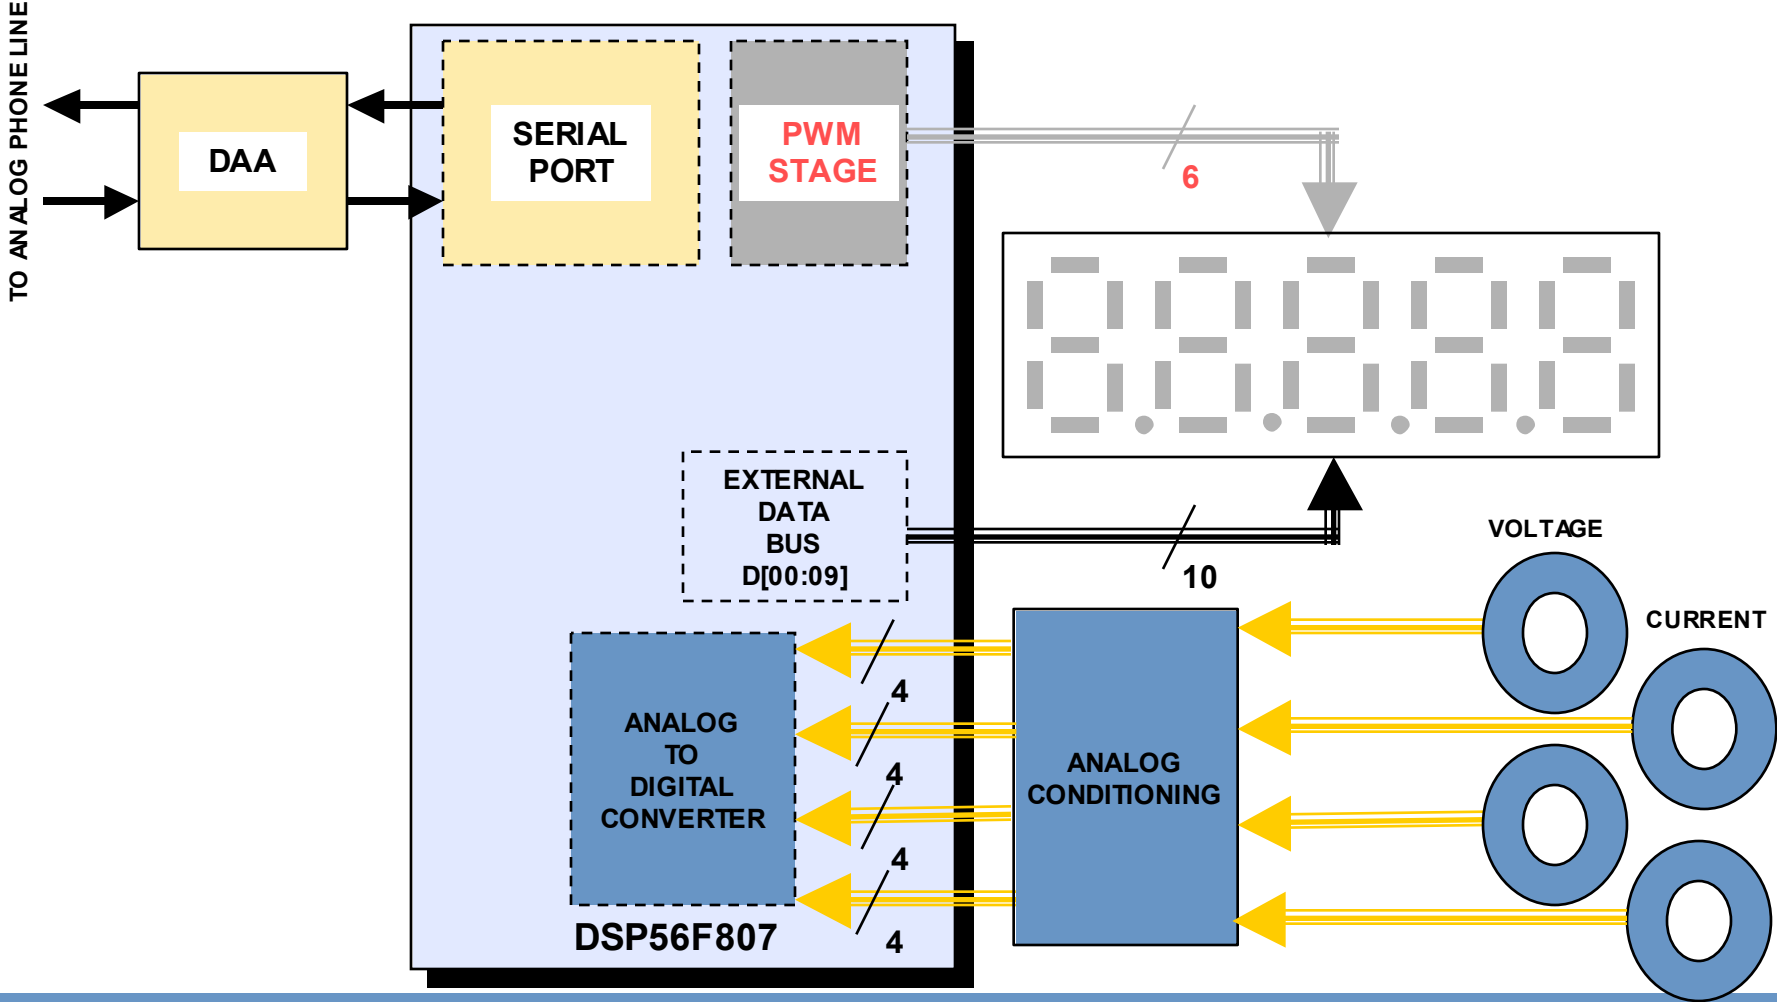 TO ANALOG PHONE LINE
DAA
SERIAL
PORT
PWM
STAGE
6
EXTERNAL
DATA
BUS
D[00:09]
10
VOLTAGE
CURRENT
ANALOG
TO
DIGITAL
CONVERTER
4
4
4
4
ANALOG
CONDITIONING
DSP56F807